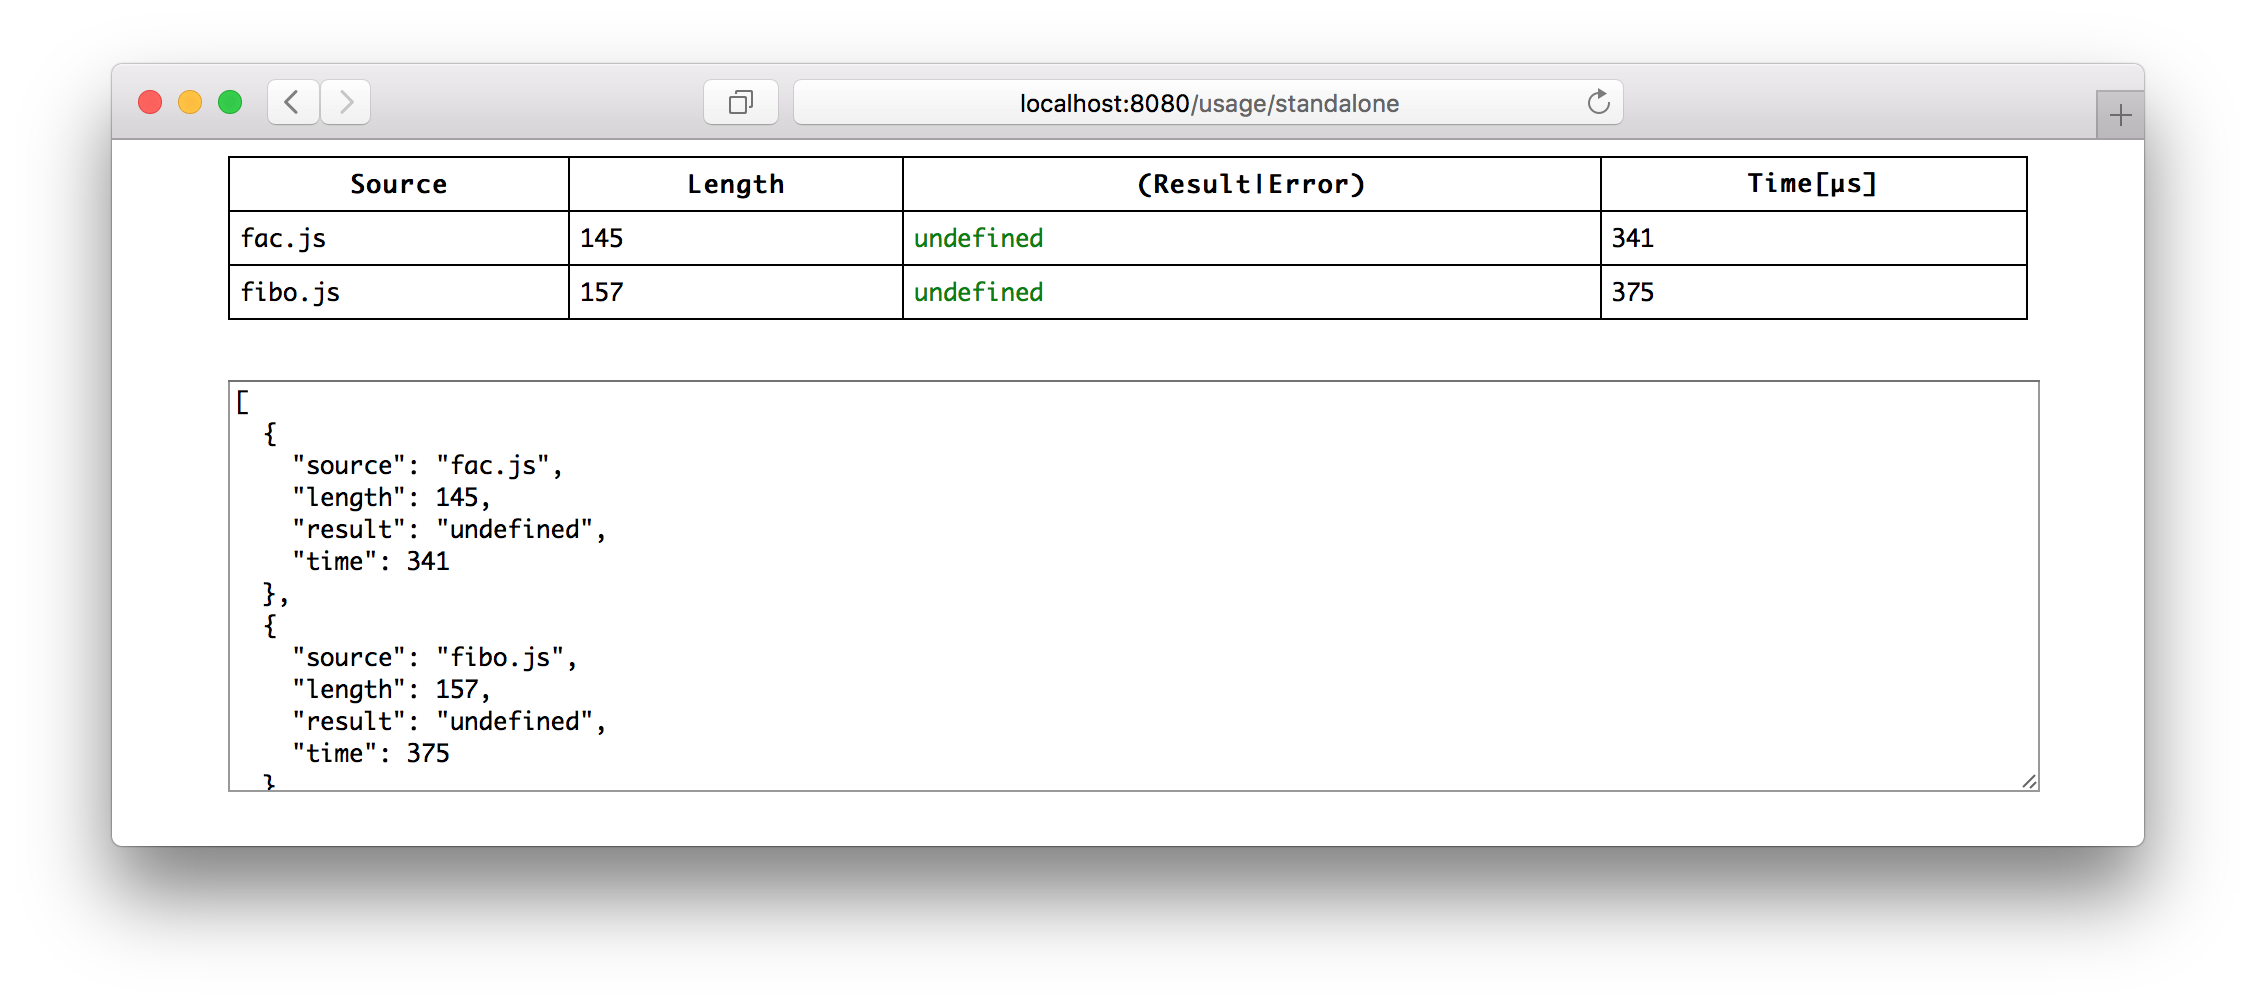 localhost:8080/usage/standalone
Source Length (Result|Error) Time[µs]
fac.js 145 undefined 341
fibo.js 157 undefined 375
[
  {
    "source": "fac.js",
    "length": 145,
    "result": "undefined",
    "time": 341
  },
  {
    "source": "fibo.js",
    "length": 157,
    "result": "undefined",
    "time": 375
  }